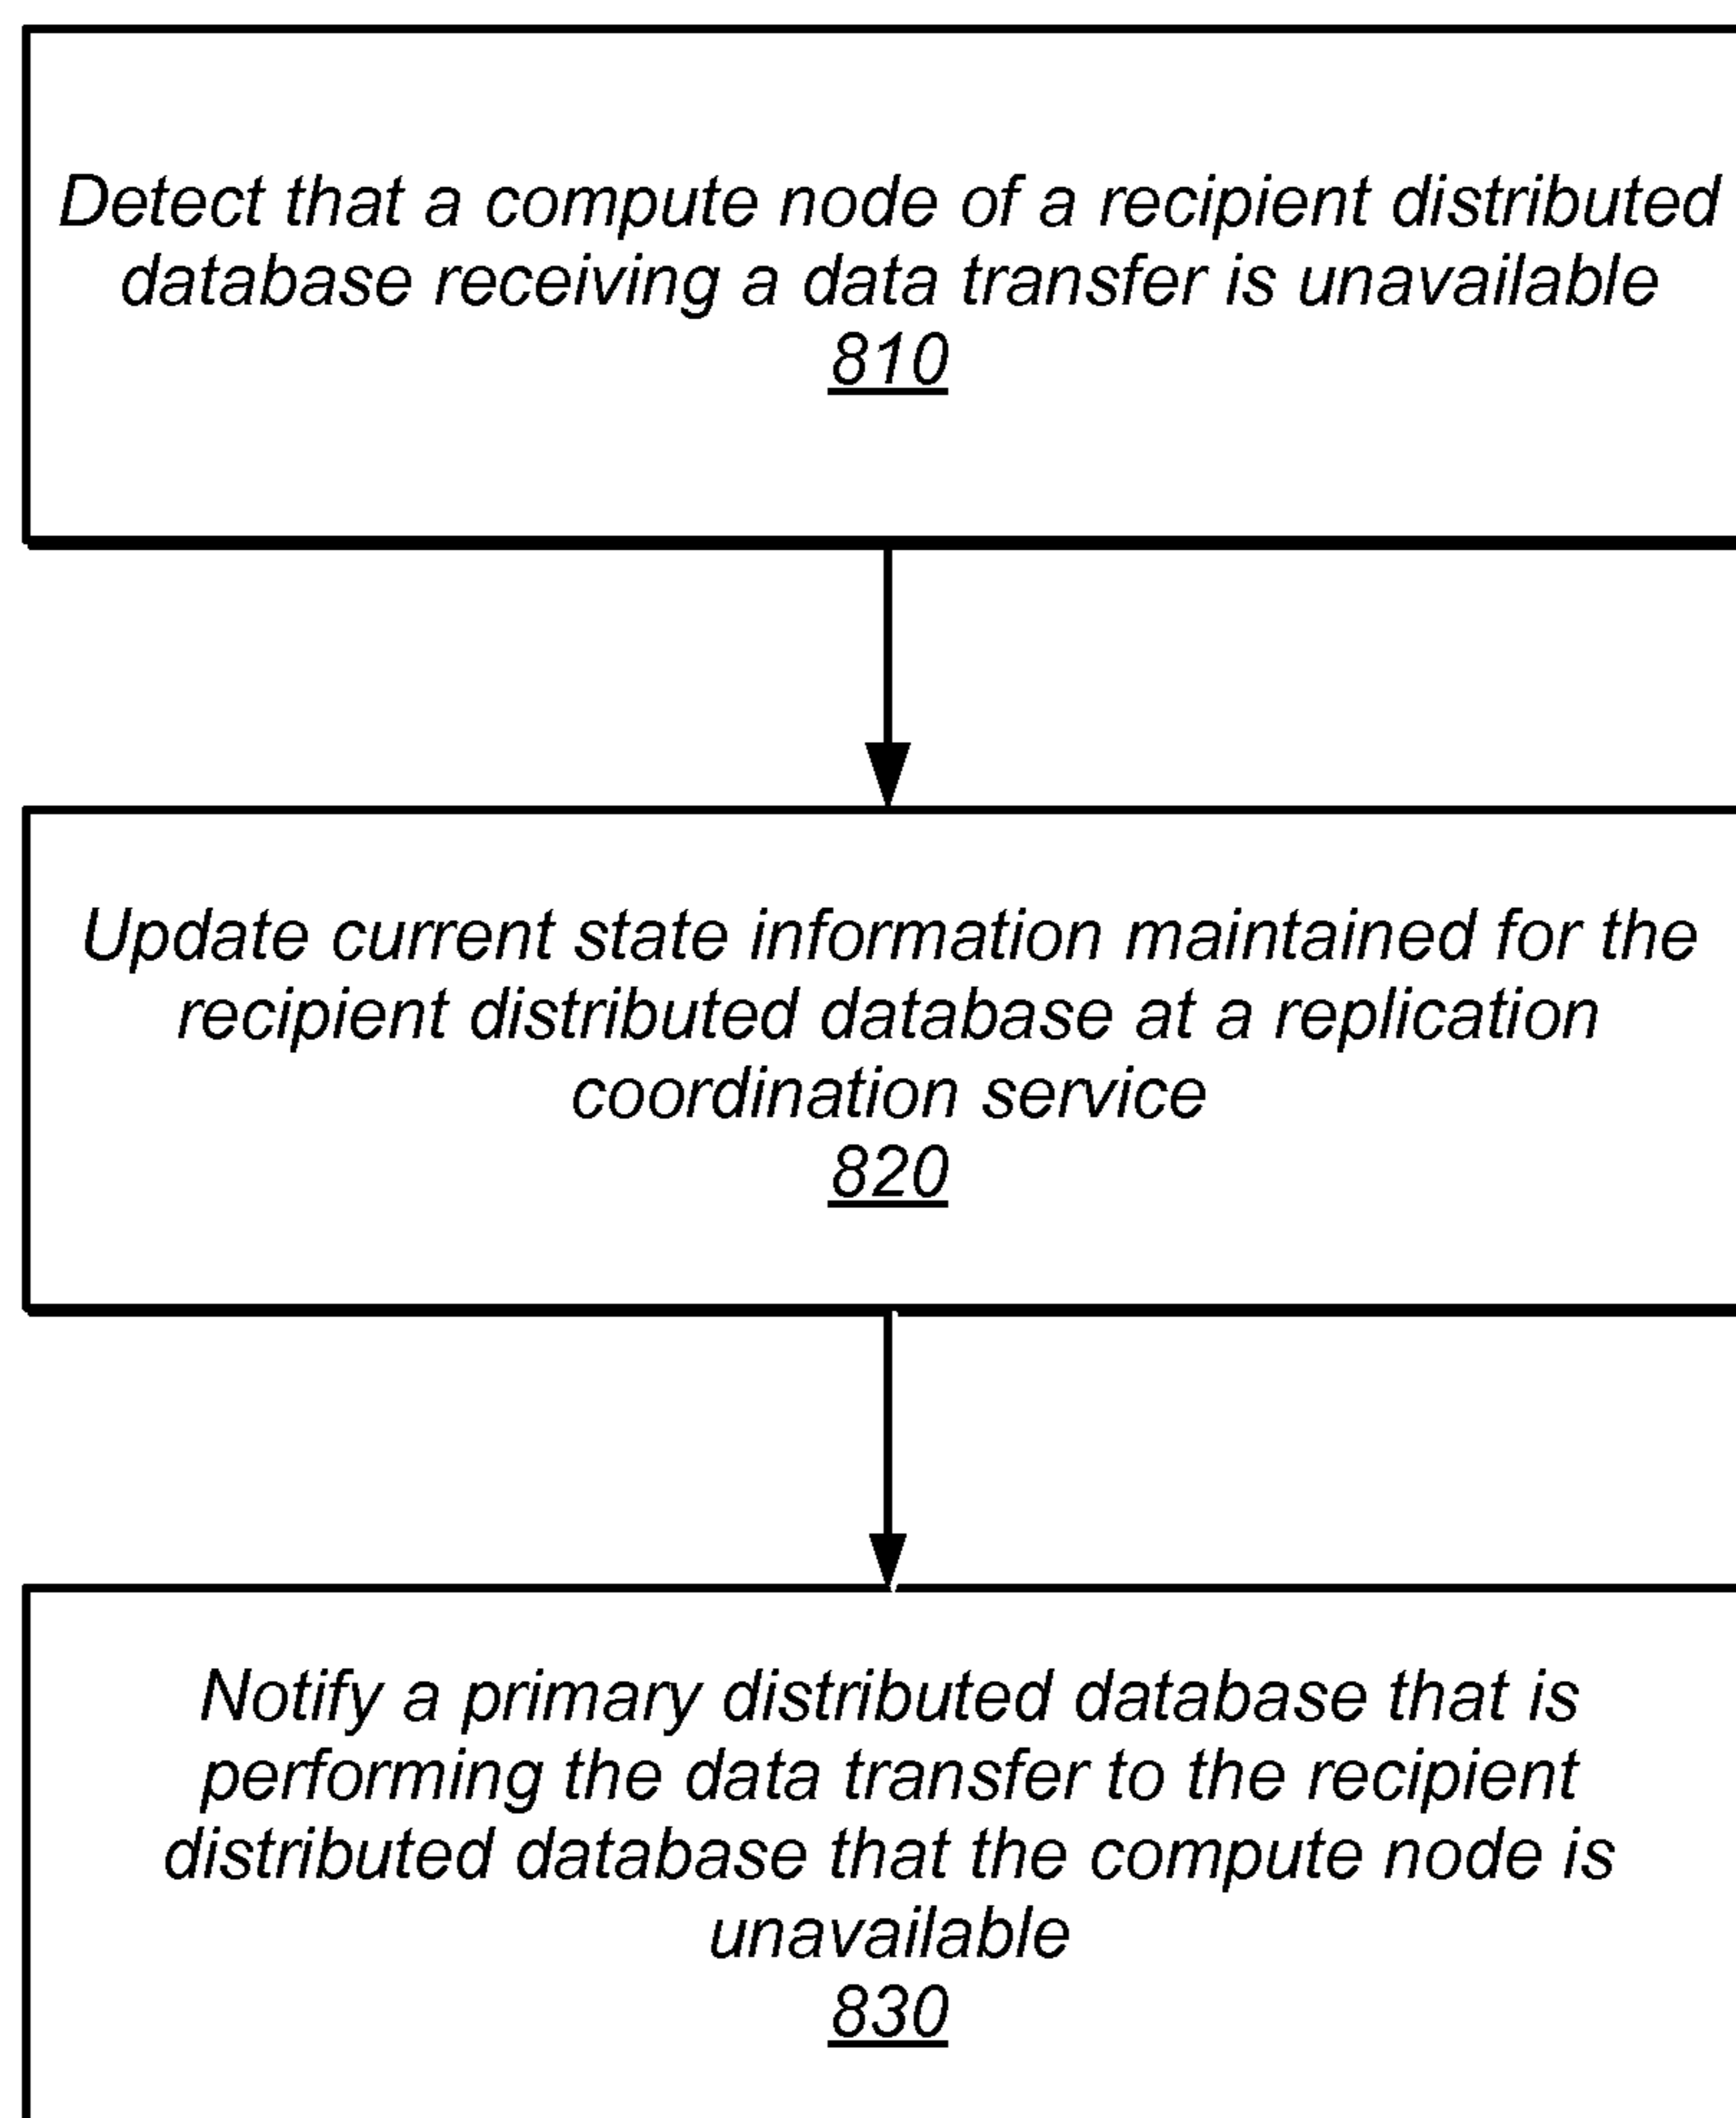 Detect that a compute node of a recipient distributed
database receiving a data transfer is unavailable
810
Update current state information maintained for the
recipient distributed database at a replication
coordination service
820
Notify a primary distributed database that is
performing the data transfer to the recipient
distributed database that the compute node is
unavailable
830